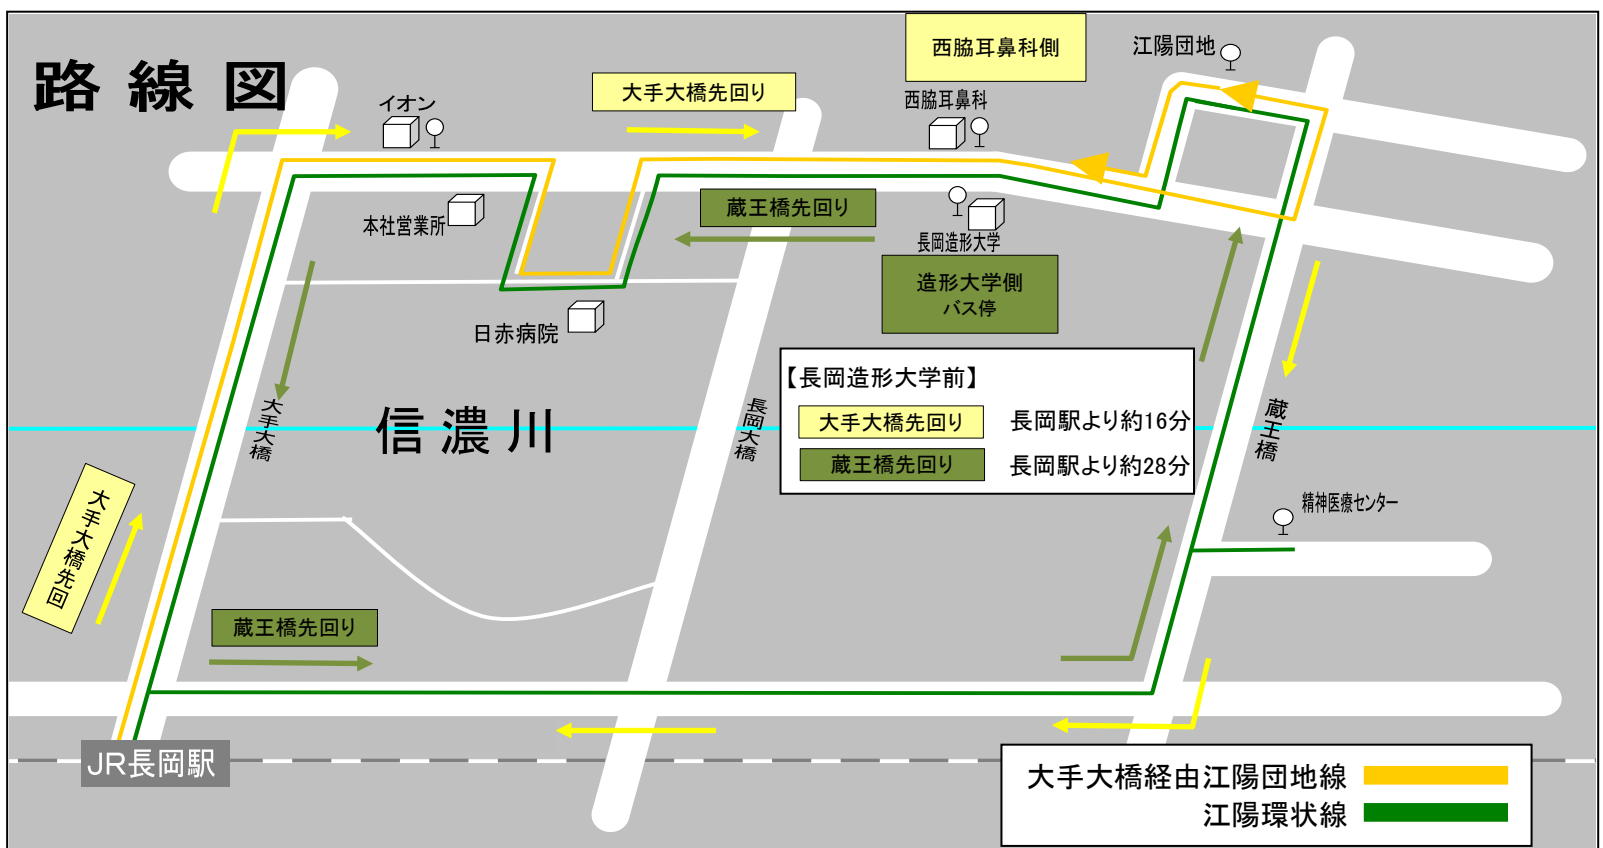 路線図
西脇耳鼻科側
江陽団地
大手大橋先回り
イオン
西脇耳鼻科
本社営業所
蔵王橋先回り
長岡造形大学
造形大学側
バス停
日赤病院
【長岡造形大学前】
大手大橋先回り 長岡駅より約16分
蔵王橋先回り 長岡駅より約28分
大手大橋
信濃川
長岡大橋
蔵王橋
大手大橋先回
精神医療センター
蔵王橋先回り
JR長岡駅
大手大橋経由江陽団地線
江陽環状線